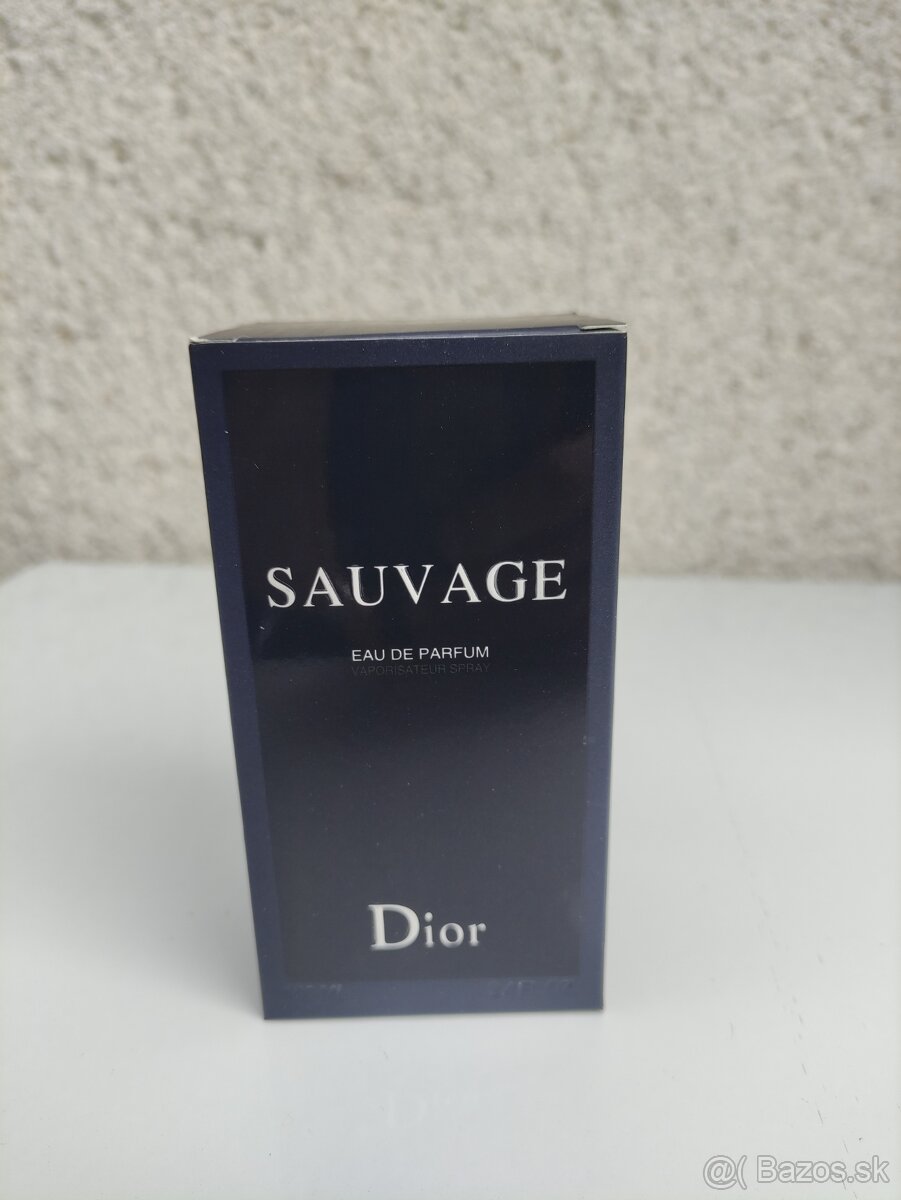 SAUVAGE
EAU DE PARFUM
VAPORISATEUR SPRAY
Dior
@( Bazos.sk